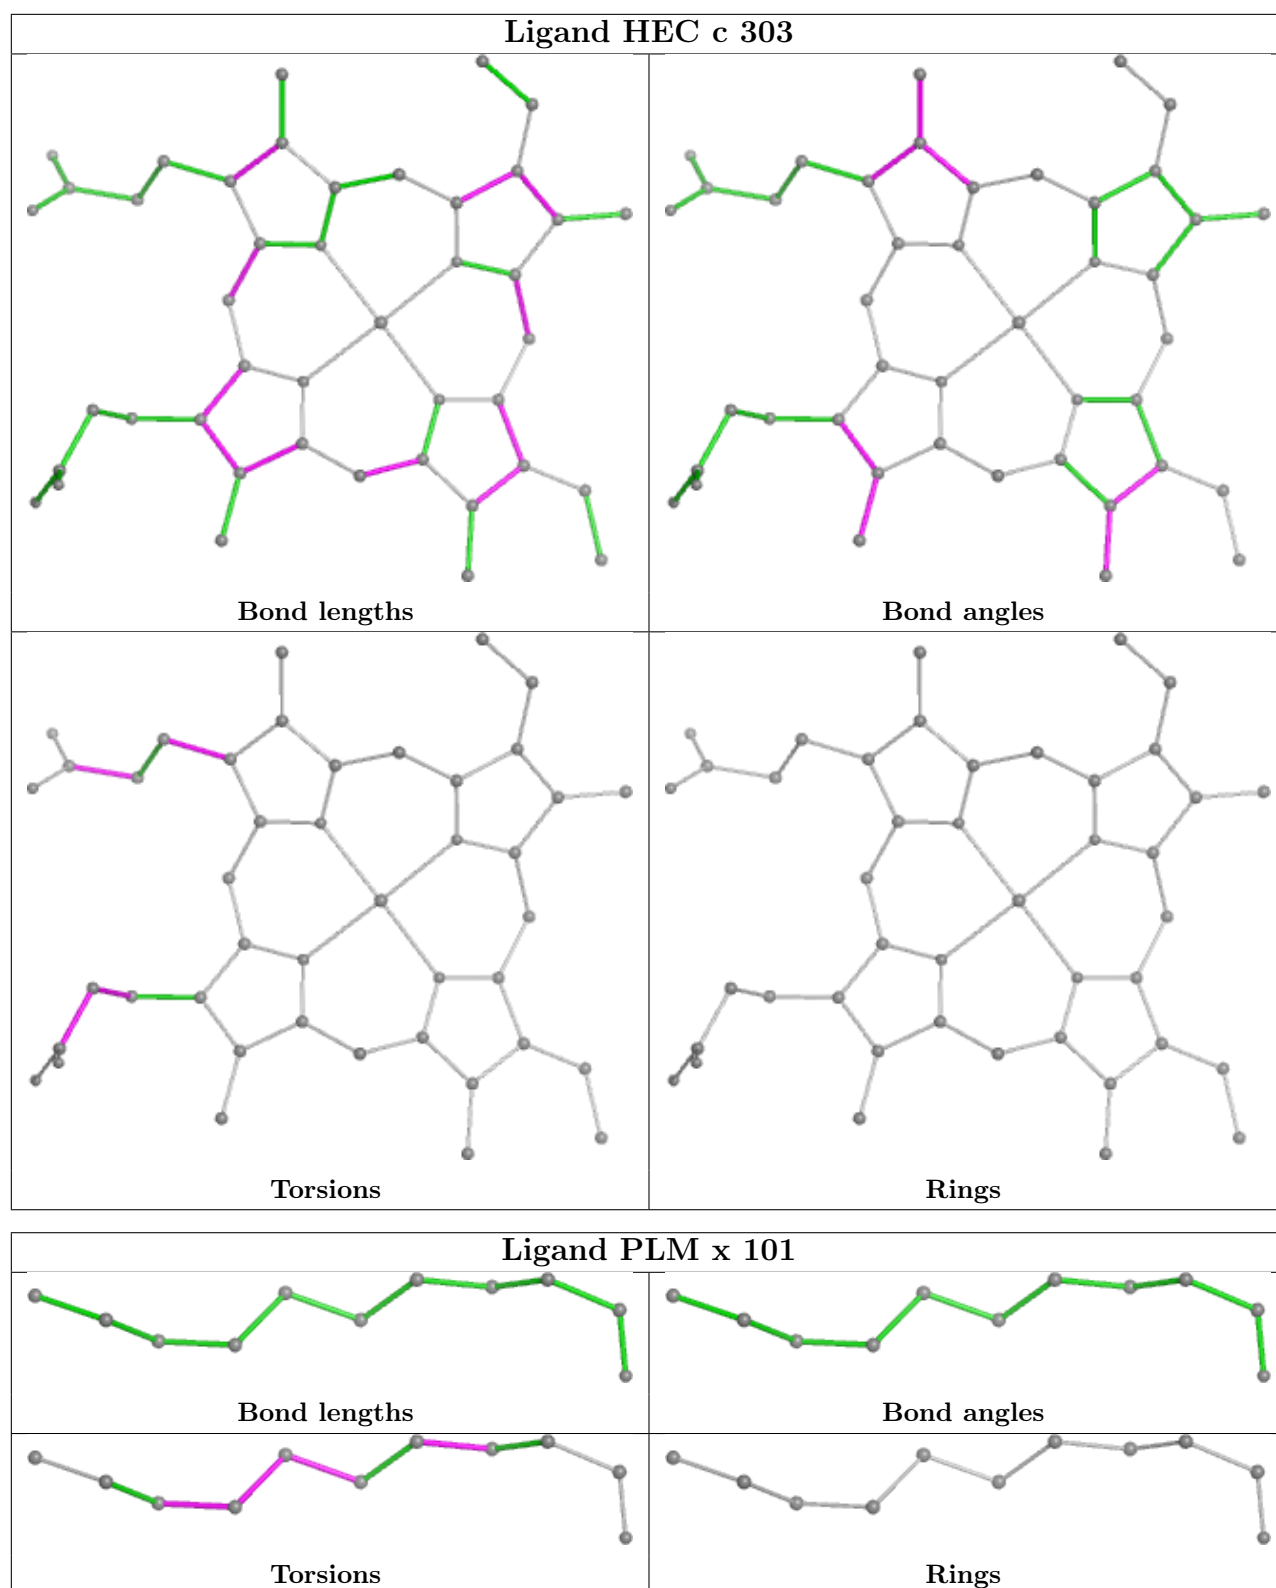 Ligand HEC c 303
Bond lengths
Bond angles
Torsions
Rings
Ligand PLM x 101
Bond lengths
Bond angles
Torsions
Rings